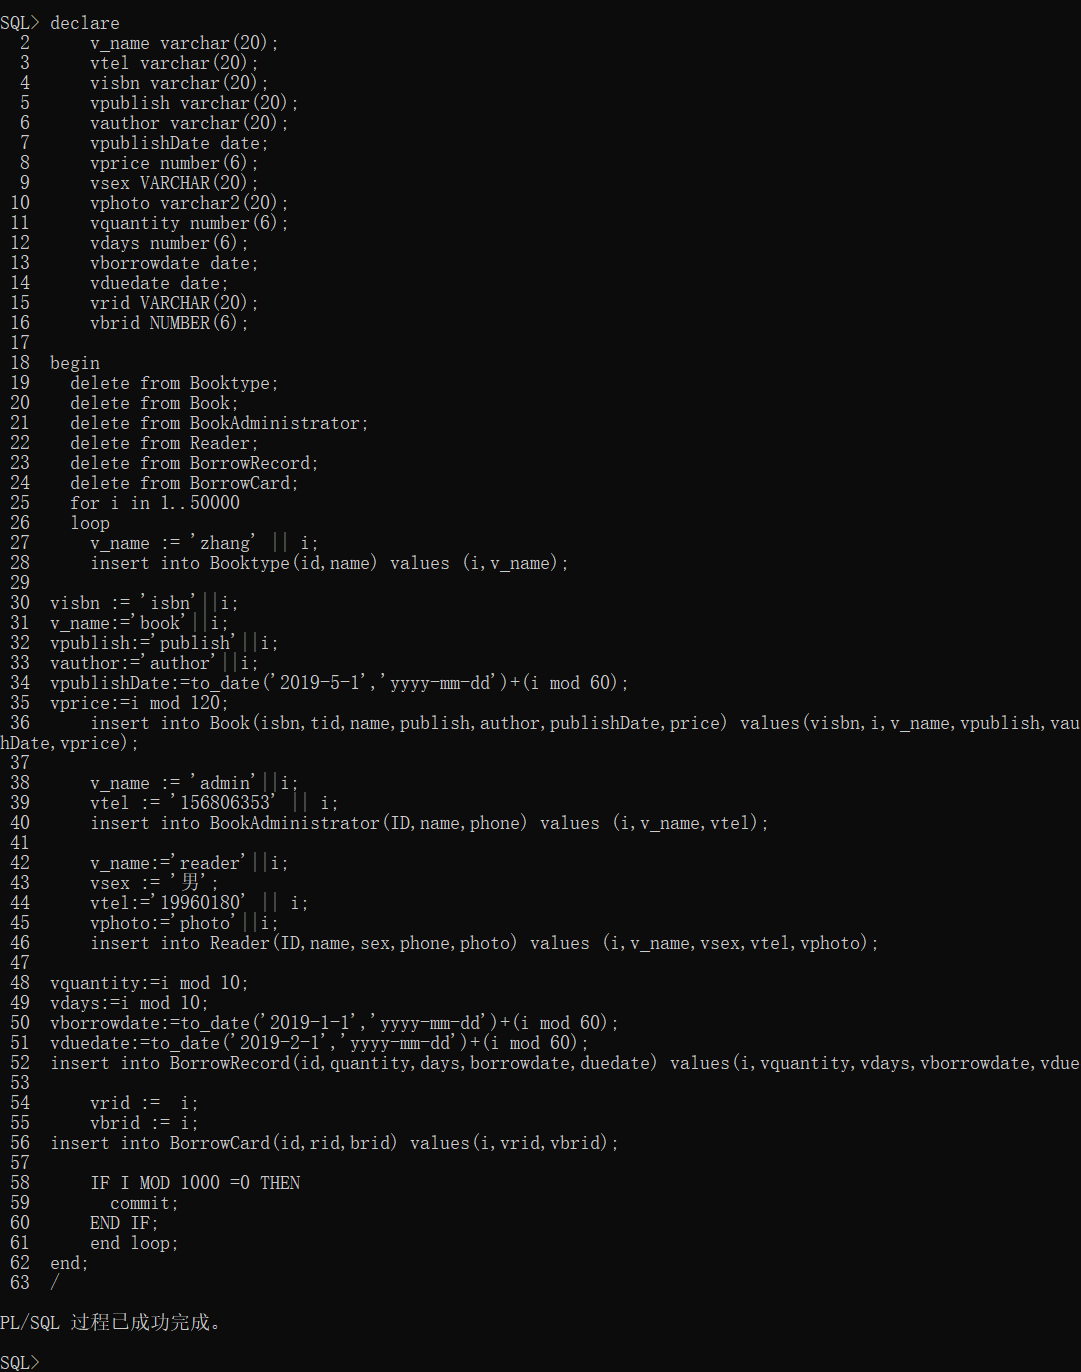 SQL> declare
  2      v_name varchar(20);
  3      vtel varchar(20);
  4      visbn varchar(20);
  5      vpublish varchar(20);
  6      vauthor varchar(20);
  7      vpublishDate date;
  8      vprice number(6);
  9      vsex VARCHAR(20);
 10      vphoto varchar2(20);
 11      vquantity number(6);
 12      vdays number(6);
 13      vborrowdate date;
 14      vduedate date;
 15      vrid VARCHAR(20);
 16      vbrid NUMBER(6);
 17
 18  begin
 19    delete from Booktype;
 20    delete from Book;
 21    delete from BookAdministrator;
 22    delete from Reader;
 23    delete from BorrowRecord;
 24    delete from BorrowCard;
 25    for i in 1..50000
 26    loop
 27      v_name := 'zhang' || i;
 28      insert into Booktype(id,name) values (i,v_name);
 29
 30  visbn := 'isbn'||i;
 31  v_name:='book'||i;
 32  vpublish:='publish'||i;
 33  vauthor:='author'||i;
 34  vpublishDate:=to_date('2019-5-1','yyyy-mm-dd')+(i mod 60);
 35  vprice:=i mod 120;
 36      insert into Book(isbn,tid,name,publish,author,publishDate,price) values(visbn,i,v_name,vpublish,vau
hDate,vprice);
 37
 38      v_name := 'admin'||i;
 39      vtel := '156806353' || i;
 40      insert into BookAdministrator(ID,name,phone) values (i,v_name,vtel);
 41
 42      v_name:='reader'||i;
 43      vsex := '男';
 44      vtel:='19960180' || i;
 45      vphoto:='photo'||i;
 46      insert into Reader(ID,name,sex,phone,photo) values (i,v_name,vsex,vtel,vphoto);
 47
 48  vquantity:=i mod 10;
 49  vdays:=i mod 10;
 50  vborrowdate:=to_date('2019-1-1','yyyy-mm-dd')+(i mod 60);
 51  vduedate:=to_date('2019-2-1','yyyy-mm-dd')+(i mod 60);
 52  insert into BorrowRecord(id,quantity,days,borrowdate,duedate) values(i,vquantity,vdays,vborrowdate,vdue
 53
 54      vrid :=  i;
 55      vbrid := i;
 56  insert into BorrowCard(id,rid,brid) values(i,vrid,vbrid);
 57
 58      IF I MOD 1000 =0 THEN
 59        commit;
 60      END IF;
 61      end loop;
 62  end;
 63  /
PL/SQL 过程已成功完成。
SQL>